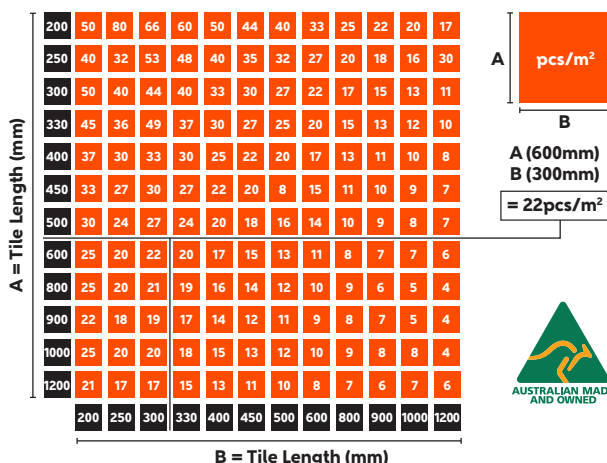 200 50 80 66 60 50 44 40 33 25 22 20 17
250 40 32 53 48 40 35 32 27 20 18 16 30
300 50 40 44 40 33 30 27 22 17 15 13 11
330 45 36 49 37 30 27 25 20 15 13 12 10
400 37 30 33 30 25 22 20 17 13 11 10 8
450 33 27 30 27 22 20 8 15 11 10 9 7
500 30 24 27 24 20 18 16 14 10 9 8 7
600 25 20 22 20 17 15 13 11 8 7 7 6
800 25 20 21 19 16 14 12 10 9 6 5 4
900 22 18 19 17 14 12 11 9 8 7 5 4
1000 25 20 20 18 15 13 12 10 9 8 8 4
1200 21 17 17 15 13 11 10 8 7 6 7 6
200 250 300 330 400 450 500 600 800 900 1000 1200
A = Tile Length (mm)
B = Tile Length (mm)
A
pcs/m²
B
A (600mm)
B (300mm)
= 22pcs/m²
AUSTRALIAN MADE
AND OWNED